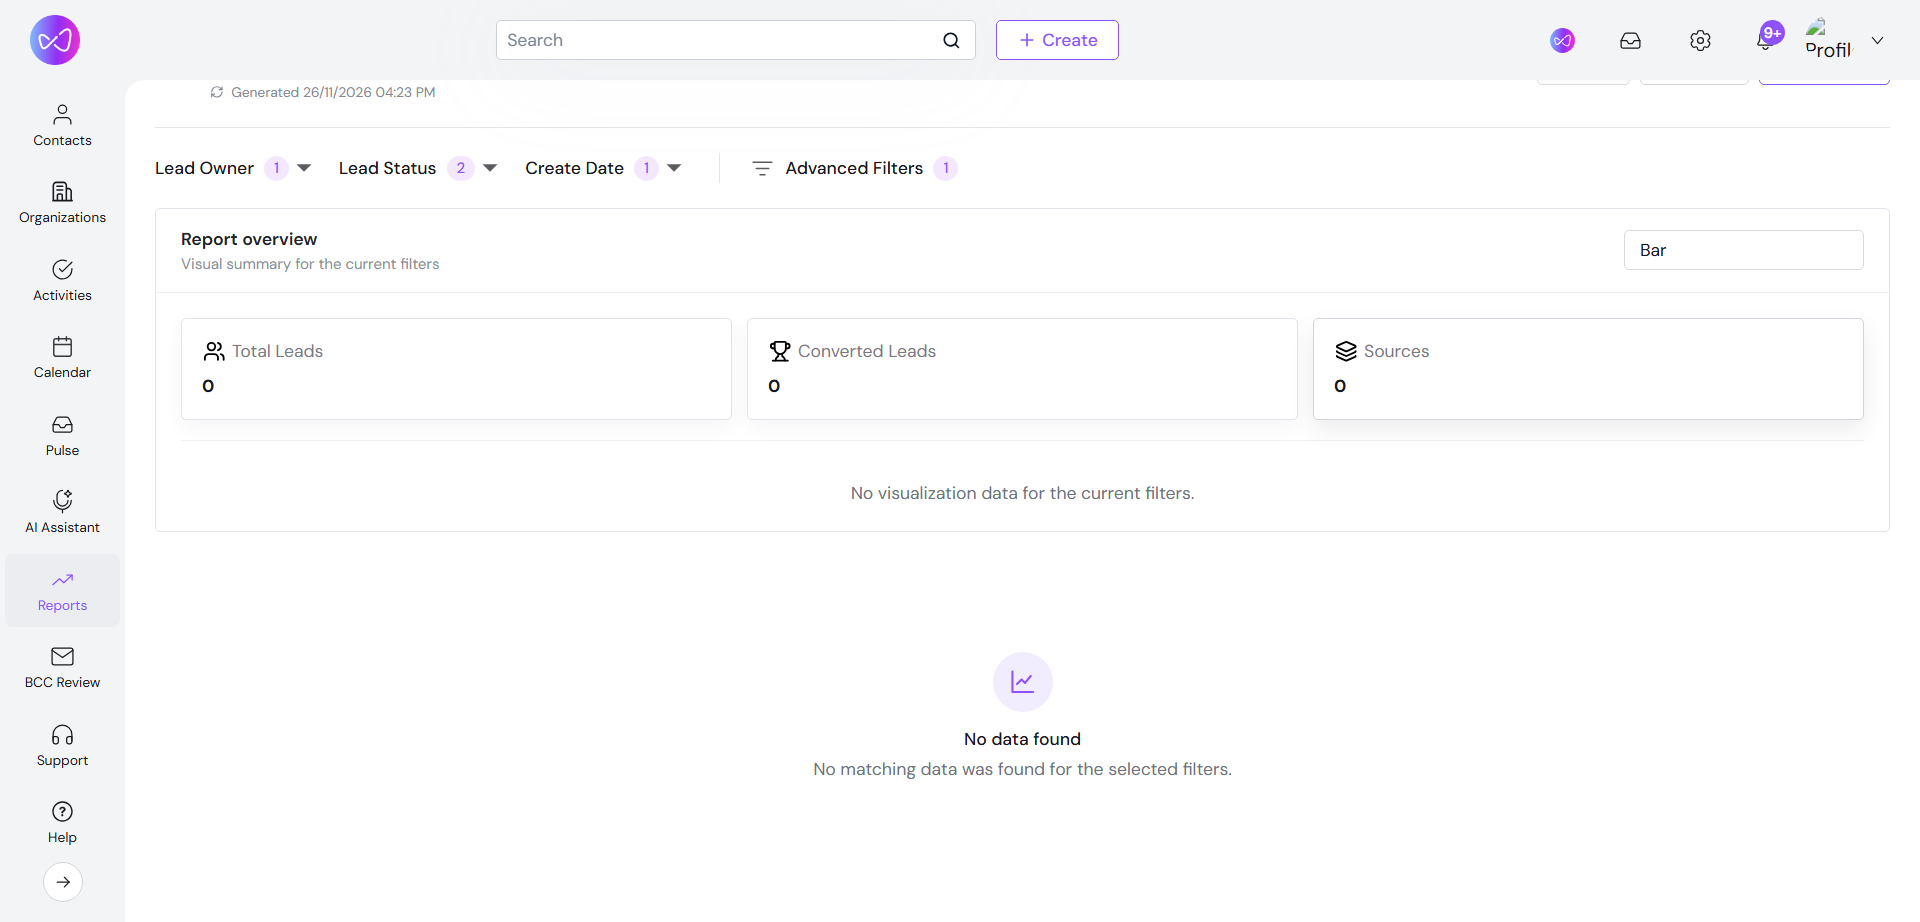 Search
+ Create
9+
Profil
Generated 26/11/2026 04:23 PM
Contacts
Organizations
Activities
Calendar
Pulse
AI Assistant
Reports
BCC Review
Support
Help
Lead Owner 1
Lead Status 2
Create Date 1
Advanced Filters 1
Report overview
Visual summary for the current filters
Bar
Total Leads
0
Converted Leads
0
Sources
0
No visualization data for the current filters.
No data found
No matching data was found for the selected filters.